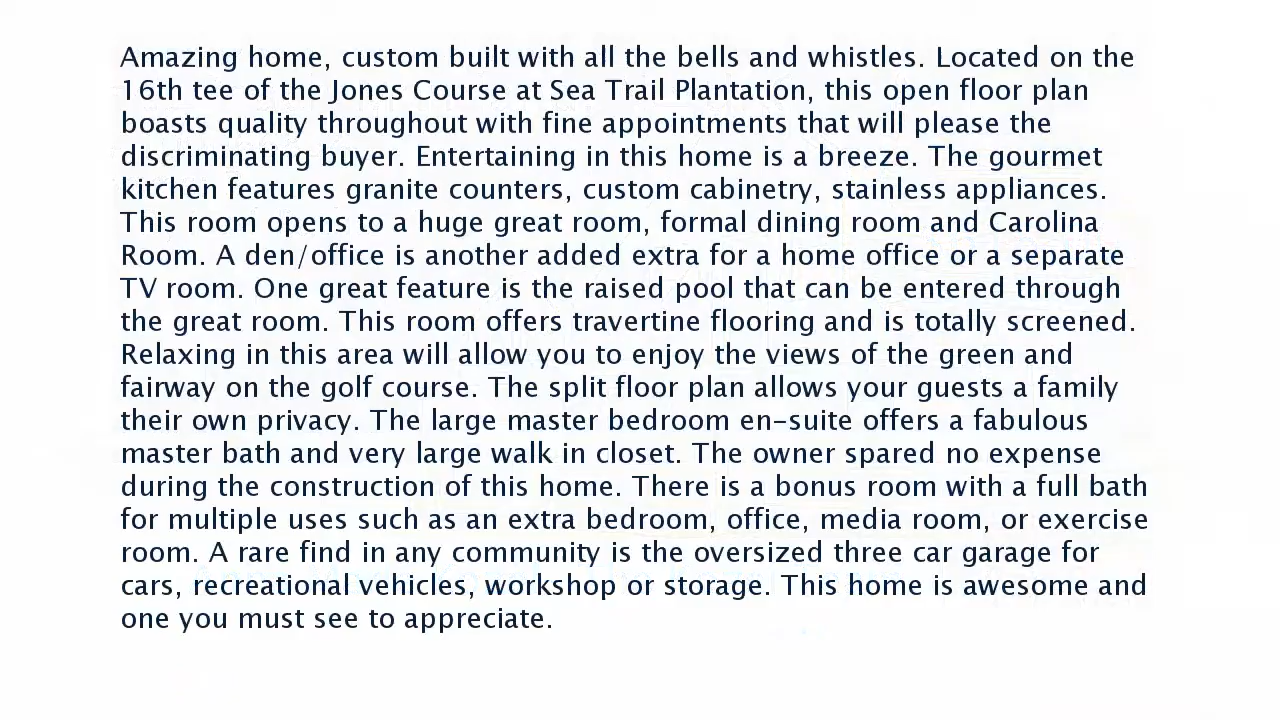 Amazing home, custom built with all the bells and whistles. Located on the
16th tee of the Jones Course at Sea Trail Plantation, this open floor plan
boasts quality throughout with fine appointments that will please the
discriminating buyer. Entertaining in this home is a breeze. The gourmet
kitchen features granite counters, custom cabinetry, stainless appliances.
This room opens to a huge great room, formal dining room and Carolina
Room. A den/office is another added extra for a home office or a separate
TV room. One great feature is the raised pool that can be entered through
the great room. This room offers travertine flooring and is totally screened.
Relaxing in this area will allow you to enjoy the views of the green and
fairway on the golf course. The split floor plan allows your guests a family
their own privacy. The large master bedroom en-suite offers a fabulous
master bath and very large walk in closet. The owner spared no expense
during the construction of this home. There is a bonus room with a full bath
for multiple uses such as an extra bedroom, office, media room, or exercise
room. A rare find in any community is the oversized three car garage for
cars, recreational vehicles, workshop or storage. This home is awesome and
one you must see to appreciate.